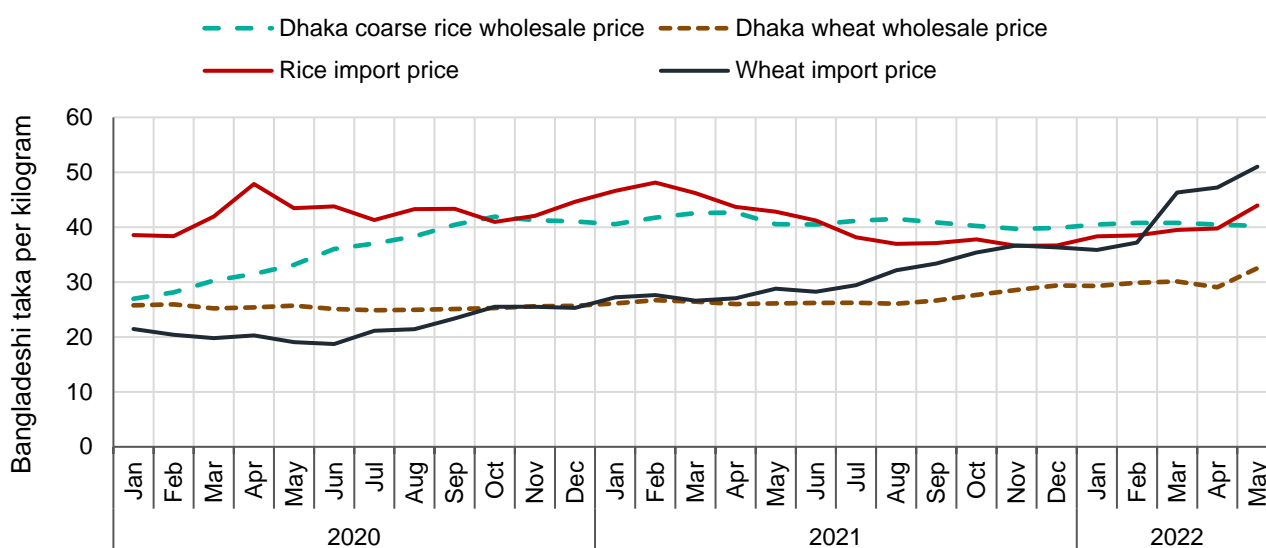 Dhaka coarse rice wholesale price Dhaka wheat wholesale price
Rice import price Wheat import price
Bangladeshi taka per kilogram
60
50
40
30
20
10
0
Jan Feb Mar Apr May Jun Jul Aug Sep Oct Nov Dec Jan Feb Mar Apr May Jun Jul Aug Sep Oct Nov Dec Jan Feb Mar Apr May
2020 2021 2022